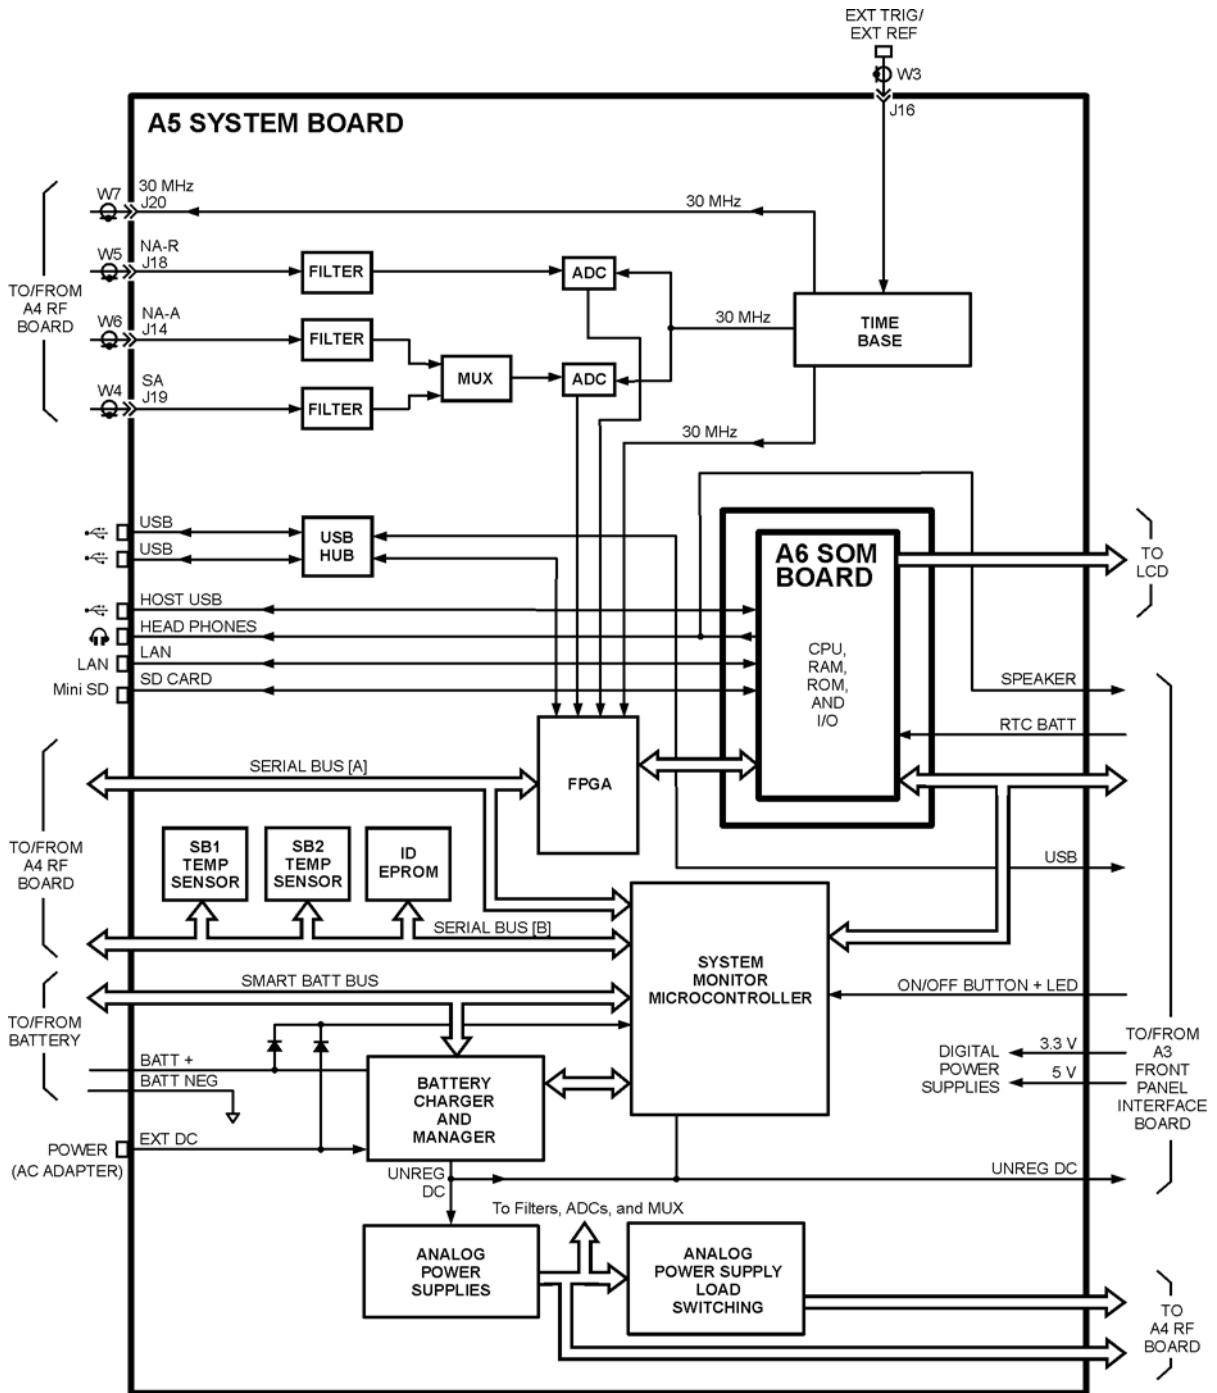 EXT TRIG/
EXT REF
W3
J16
A5 SYSTEM BOARD
W7
30 MHz
J20
30 MHz
W5
NA-R
J18
FILTER
ADC
TO/FROM
A4 RF
BOARD
W6
NA-A
J14
FILTER
30 MHz
TIME
BASE
MUX
ADC
W4
SA
J19
FILTER
30 MHz
USB
USB
USB
HUB
A6 SOM
BOARD
TO
LCD
HOST USB
HEAD PHONES
LAN
LAN
Mini SD
SD CARD
CPU,
RAM,
ROM,
AND
I/O
SPEAKER
RTC BATT
SERIAL BUS [A]
FPGA
TO/FROM
A4 RF
BOARD
SB1
TEMP
SENSOR
SB2
TEMP
SENSOR
ID
EPROM
USB
SERIAL BUS [B]
SYSTEM
MONITOR
MICROCONTROLLER
SMART BATT BUS
ON/OFF BUTTON + LED
TO/FROM
BATTERY
BATT +
BATT NEG
BATTERY
CHARGER
AND
MANAGER
DIGITAL
POWER
SUPPLIES
3.3 V
5 V
TO/FROM
A3
FRONT
PANEL
INTERFACE
BOARD
POWER
(AC ADAPTER)
EXT DC
UNREG
DC
UNREG DC
To Filters, ADCs, and MUX
ANALOG
POWER
SUPPLIES
ANALOG
POWER SUPPLY
LOAD
SWITCHING
TO
A4 RF
BOARD